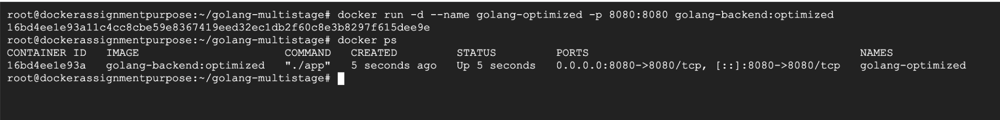 root@dockerassignmentpurpose:~/golang-multistage# docker run -d --name golang-optimized -p 8080:8080 golang-backend:optimized
16bd4ee1e93a11c4cc8cbe59e8367419eed32ec1db2f60c8e3b8297f615dee9e
root@dockerassignmentpurpose:~/golang-multistage# docker ps
CONTAINER ID   IMAGE                      COMMAND   CREATED         STATUS         PORTS                                         NAMES
16bd4ee1e93a   golang-backend:optimized   "./app"   5 seconds ago   Up 5 seconds   0.0.0.0:8080->8080/tcp, [::]:8080->8080/tcp   golang-optimized
root@dockerassignmentpurpose:~/golang-multistage#